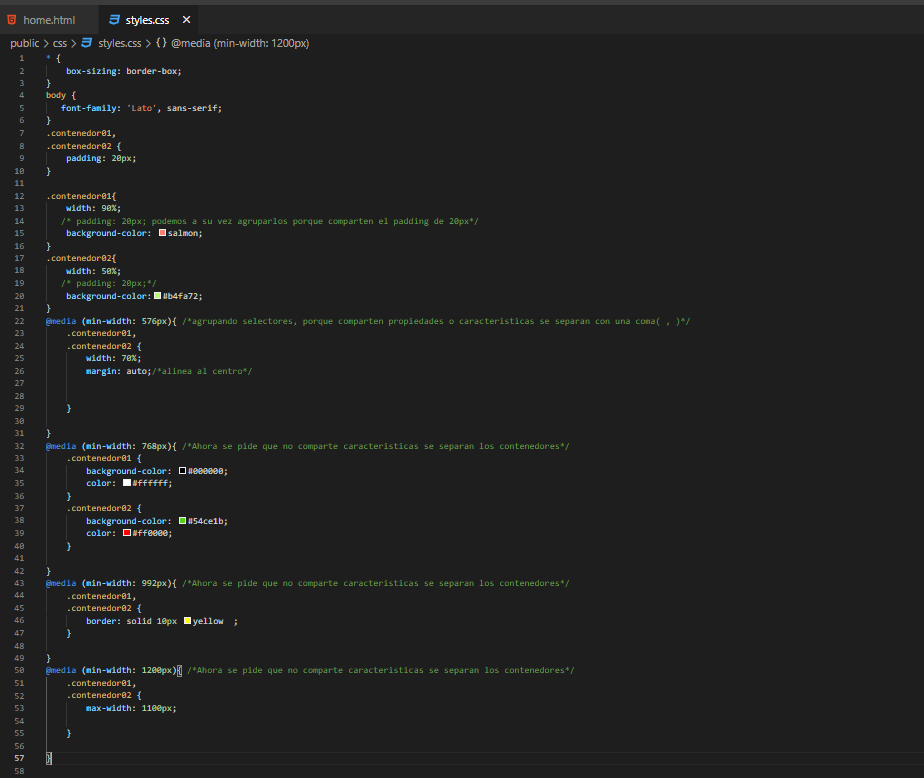 home.html styles.css ×
public > css > styles.css > {} @media (min-width: 1200px)
1 * {
2 box-sizing: border-box;
3 }
4 body {
5 font-family: 'Lato', sans-serif;
6 }
7 .contenedor01,
8 .contenedor02 {
9 padding: 20px;
10 }
11
12 .contenedor01{
13 width: 90%;
14 /* padding: 20px; podemos a su vez agruparlos porque comparten el padding de 20px*/
15 background-color: salmon;
16 }
17 .contenedor02{
18 width: 50%;
19 /* padding: 20px;*/
20 background-color: #b4fa72;
21 }
22 @media (min-width: 576px){ /*agrupando selectores, porque comparten propiedades o caracteristicas se separan con una coma( , )*/
23 .contenedor01,
24 .contenedor02 {
25 width: 70%;
26 margin: auto;/*alinea al centro*/
27
28
29 }
30
31 }
32 @media (min-width: 768px){ /*Ahora se pide que no comparte caracteristicas se separan los contenedores*/
33 .contenedor01 {
34 background-color: #000000;
35 color: #ffffff;
36 }
37 .contenedor02 {
38 background-color: #54ce1b;
39 color: #ff0000;
40 }
41
42 }
43 @media (min-width: 992px){ /*Ahora se pide que no comparte caracteristicas se separan los contenedores*/
44 .contenedor01,
45 .contenedor02 {
46 border: solid 10px yellow ;
47 }
48
49 }
50 @media (min-width: 1200px){ /*Ahora se pide que no comparte caracteristicas se separan los contenedores*/
51 .contenedor01,
52 .contenedor02 {
53 max-width: 1100px;
54
55 }
56
57 }
58